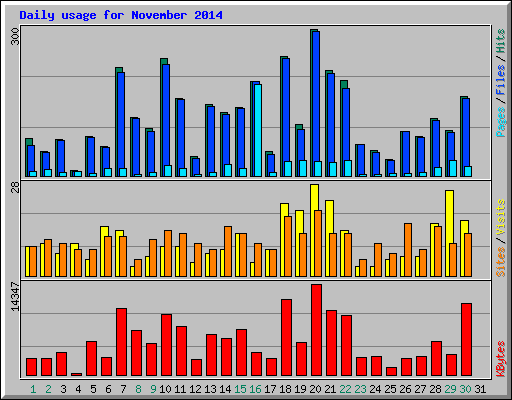 Daily usage for November 2014
300
Pages / Files / Hits
28
Sites / Visits
14347
KBytes
1 2 3 4 5 6 7 8 9 10 11 12 13 14 15 16 17 18 19 20 21 22 23 24 25 26 27 28 29 30 31